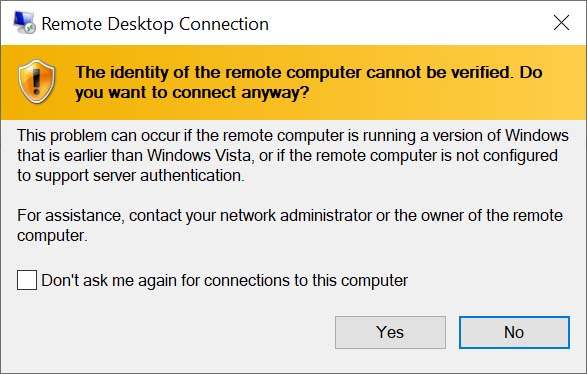 Remote Desktop Connection
The identity of the remote computer cannot be verified. Do
you want to connect anyway?
This problem can occur if the remote computer is running a version of Windows
that is earlier than Windows Vista, or if the remote computer is not configured
to support server authentication.
For assistance, contact your network administrator or the owner of the remote
computer.
Don't ask me again for connections to this computer
Yes No